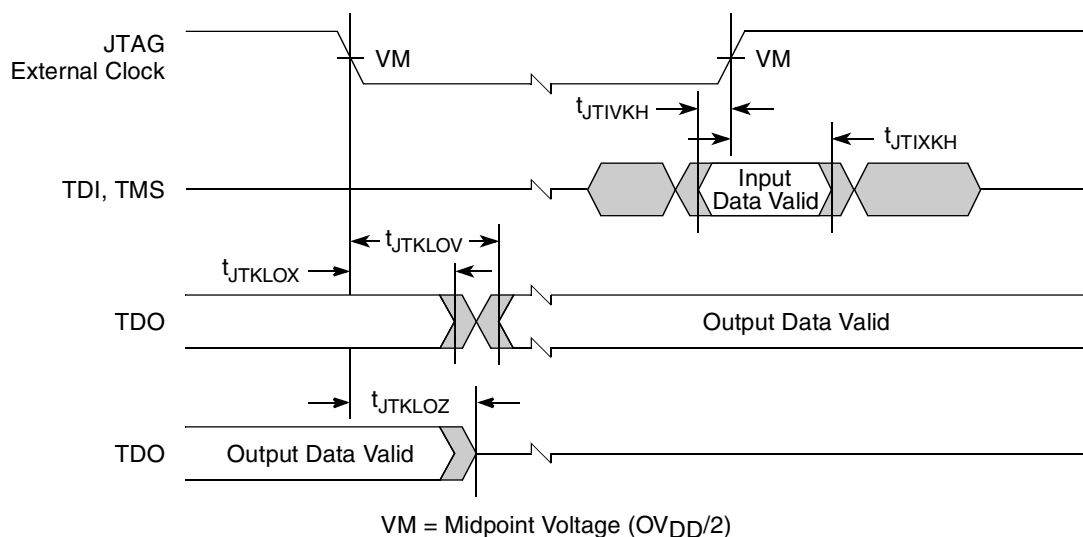 JTAG
External Clock
VM
VM
tJTIVKH
tJTIXKH
TDI, TMS
Input
Data Valid
tJTKLOV
tJTKLOX
TDO
Output Data Valid
tJTKLOZ
TDO
Output Data Valid
VM = Midpoint Voltage (OVDD/2)